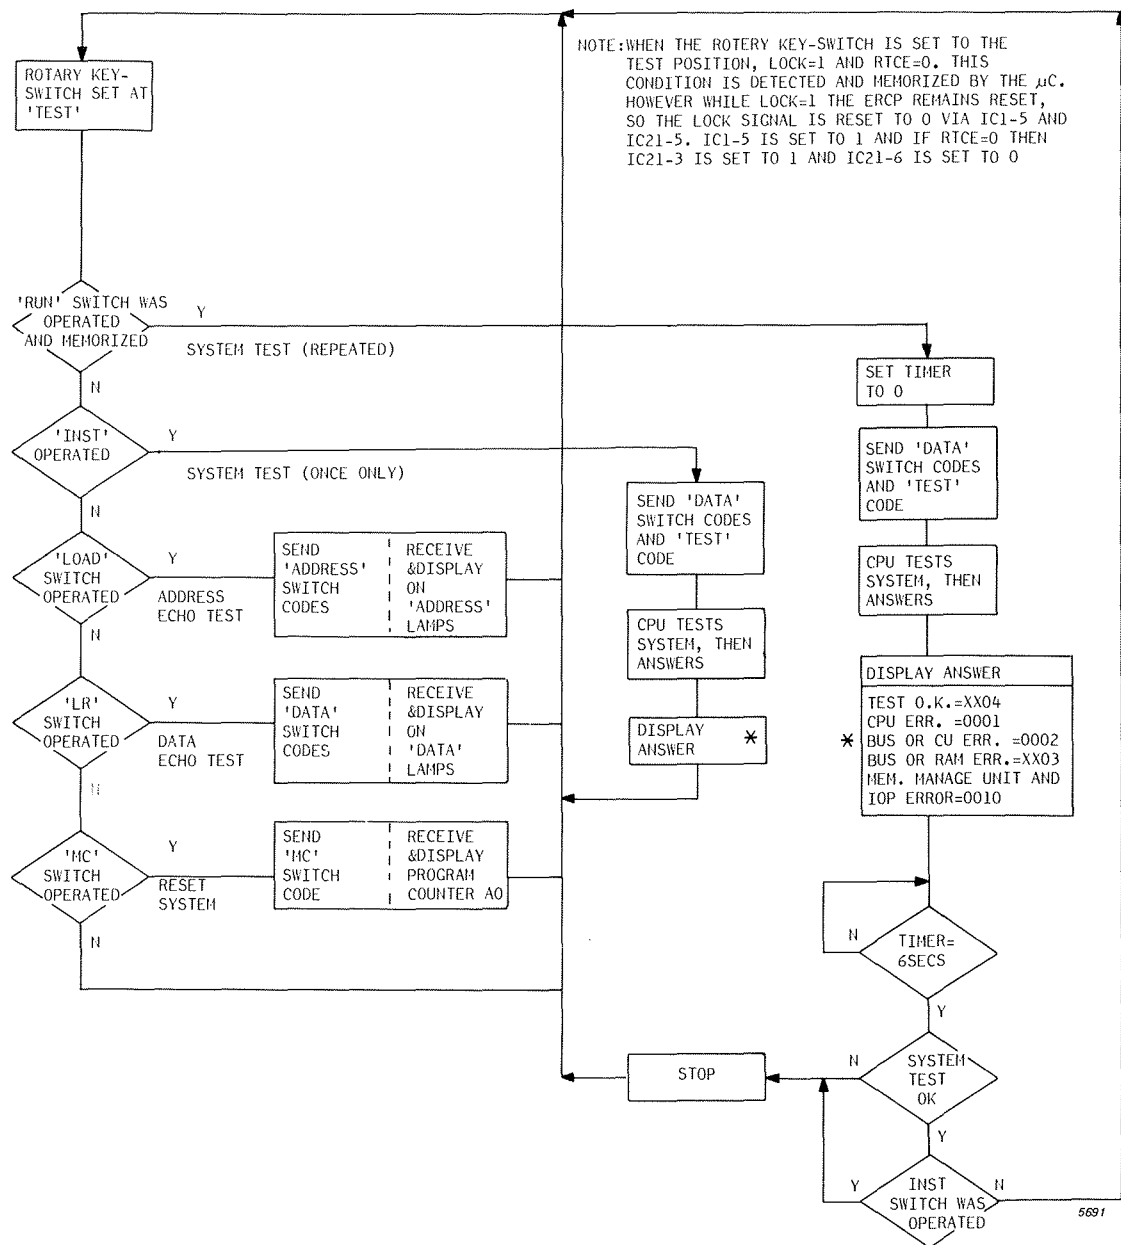 NOTE:WHEN THE ROTERY KEY-SWITCH IS SET TO THE
TEST POSITION, LOCK=1 AND RTCE=0. THIS
CONDITION IS DETECTED AND MEMORIZED BY THE µC.
HOWEVER WHILE LOCK=1 THE ERCP REMAINS RESET,
SO THE LOCK SIGNAL IS RESET TO 0 VIA IC1-5 AND
IC21-5. IC1-5 IS SET TO 1 AND IF RTCE=0 THEN
IC21-3 IS SET TO 1 AND IC21-6 IS SET TO 0
ROTARY KEY-
SWITCH SET AT
'TEST'
'RUN' SWITCH WAS
OPERATED
AND MEMORIZED
Y
SYSTEM TEST (REPEATED)
N
'INST'
OPERATED
Y
SYSTEM TEST (ONCE ONLY)
N
'LOAD'
SWITCH
OPERATED
Y
ADDRESS
ECHO TEST
N
SEND
'ADDRESS'
SWITCH
CODES
RECEIVE
&DISPLAY
ON
'ADDRESS'
LAMPS
'LR'
SWITCH
OPERATED
Y
DATA
ECHO TEST
N
SEND
'DATA'
SWITCH
CODES
RECEIVE
&DISPLAY
ON
'DATA'
LAMPS
'MC'
SWITCH
OPERATED
Y
RESET
SYSTEM
N
SEND
'MC'
SWITCH
CODE
RECEIVE
&DISPLAY
PROGRAM
COUNTER A0
SEND 'DATA'
SWITCH CODES
AND 'TEST'
CODE
CPU TESTS
SYSTEM, THEN
ANSWERS
DISPLAY
ANSWER *
SET TIMER
TO 0
SEND 'DATA'
SWITCH CODES
AND 'TEST'
CODE
CPU TESTS
SYSTEM, THEN
ANSWERS
DISPLAY ANSWER
TEST O.K.=XX04
CPU ERR. =0001
* BUS OR CU ERR. =0002
BUS OR RAM ERR.=XX03
MEM. MANAGE UNIT AND
IOP ERROR=0010
N
TIMER=
6SECS
Y
N
SYSTEM
TEST
OK
STOP
Y
Y
INST
SWITCH WAS
OPERATED
N
5691